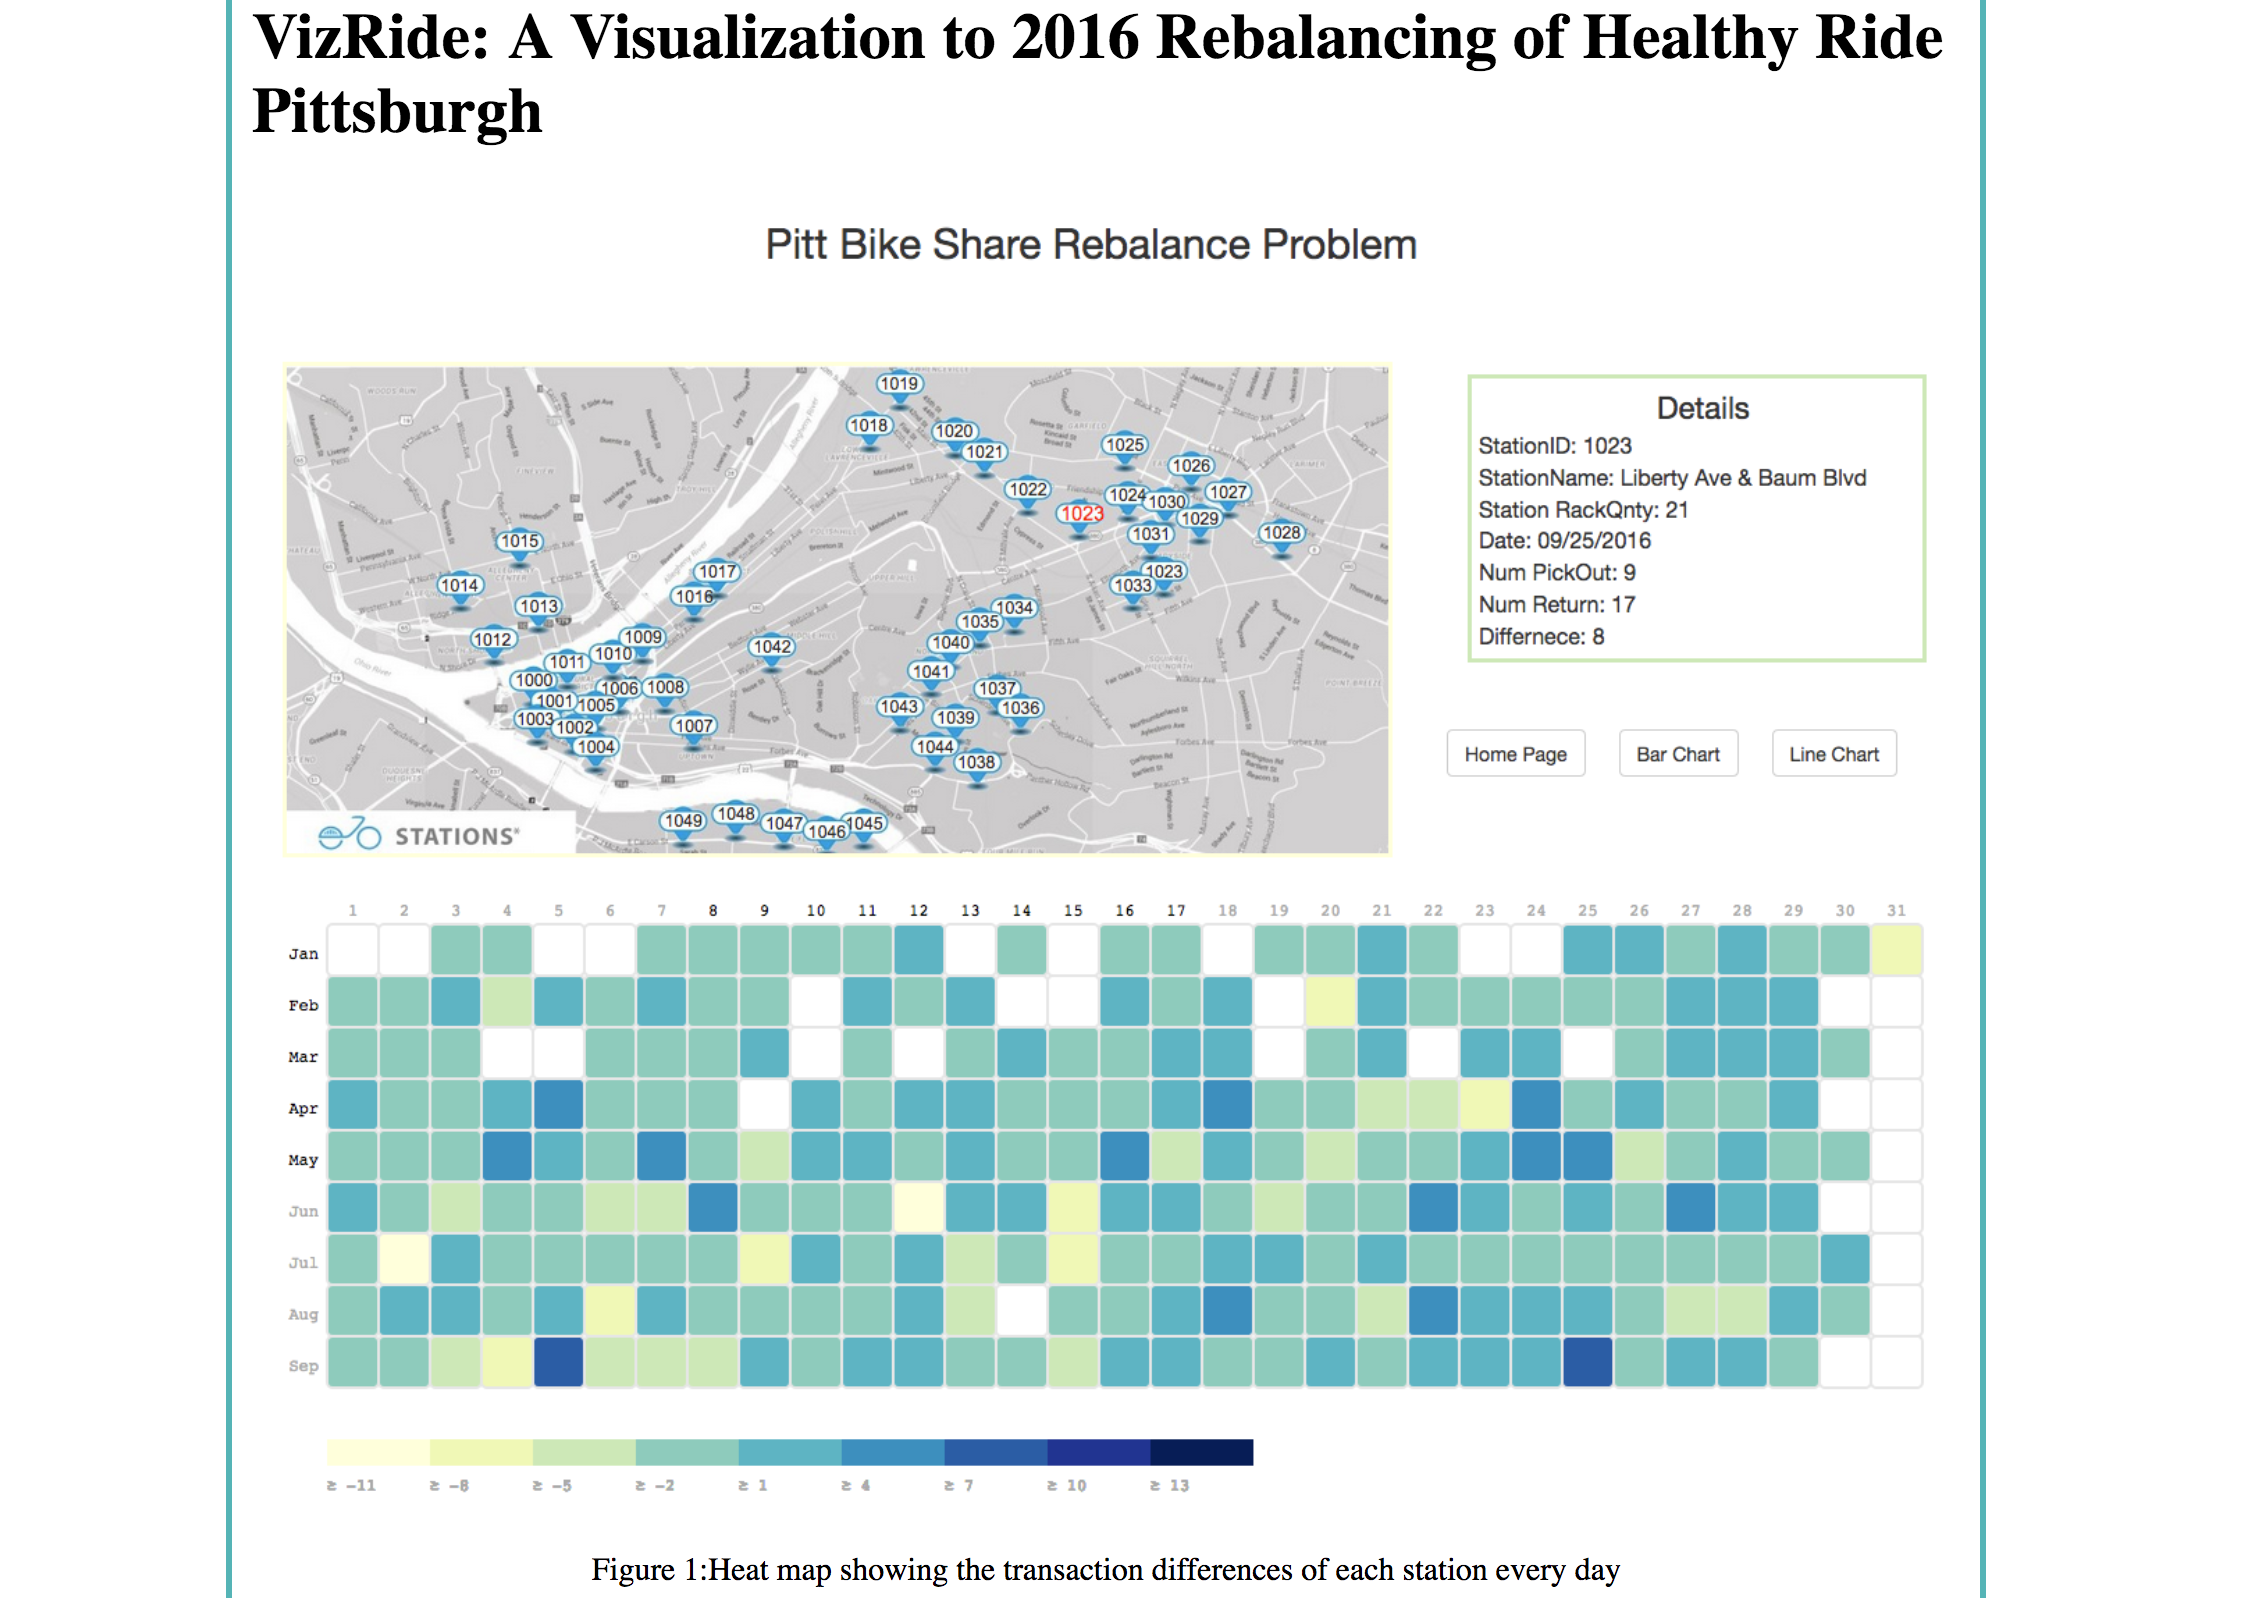 VizRide: A Visualization to 2016 Rebalancing of Healthy Ride
Pittsburgh
Pitt Bike Share Rebalance Problem
1019
1018
1020
1021
1025
1026
1022
1024
1030
1027
1023
1029
1031
1028
1023
1033
1015
1014
1013
1012
1017
1016
1034
1035
1040
1041
1042
1009
1010
1011
1000
1006
1008
1001
1005
1003
1002
1004
1007
1037
1036
1043
1039
1044
1038
1049
1048
1047
1046
1045
STATIONS
Details
StationID: 1023
StationName: Liberty Ave & Baum Blvd
Station RackQnty: 21
Date: 09/25/2016
Num PickOut: 9
Num Return: 17
Differnece: 8
Home Page
Bar Chart
Line Chart
1 2 3 4 5 6 7 8 9 10 11 12 13 14 15 16 17 18 19 20 21 22 23 24 25 26 27 28 29 30 31
Jan
Feb
Mar
Apr
May
Jun
Jul
Aug
Sep
≥ -11 ≥ -8 ≥ -5 ≥ -2 ≥ 1 ≥ 4 ≥ 7 ≥ 10 ≥ 13
Figure 1:Heat map showing the transaction differences of each station every day